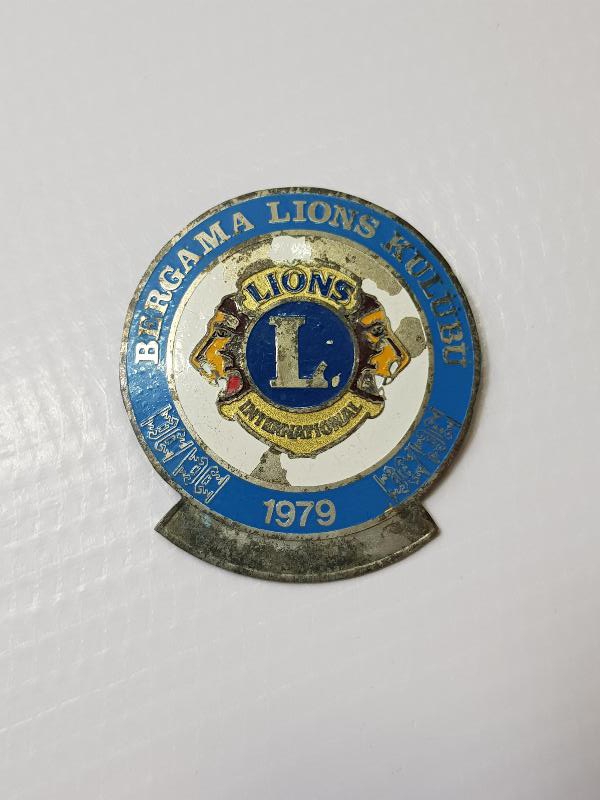 BERGAMA LIONS KULÜBÜ
LIONS
L.
INTERNATIONAL
1979